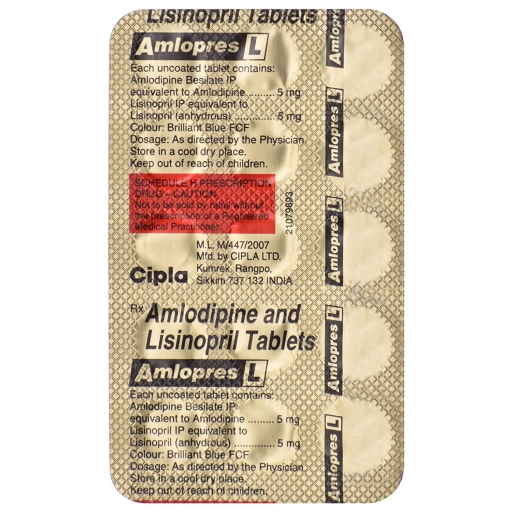 Lisinopril Tablets
Amlopres L
Each uncoated tablet contains:
Amlodipine Besilate IP
equivalent to Amlodipine ......... 5 mg
Lisinopril IP equivalent to
Lisinopril (anhydrous) .............. 5 mg
Colour: Brilliant Blue FCF
Dosage: As directed by the Physician.
Store in a cool dry place.
Keep out of reach of children.
SCHEDULE H PRESCRIPTION
DRUG - CAUTION
Not to be sold by retail without
the prescription of a Registered
Medical Practitioner.
21079893
M.L. M/447/2007
Mfd. by CIPLA LTD.
Kumrek, Rangpo,
Sikkim 737 132 INDIA
Cipla
Rx Amlodipine and
Lisinopril Tablets
Amlopres L
Each uncoated tablet contains:
Amlodipine Besilate IP
equivalent to Amlodipine ......... 5 mg
Lisinopril IP equivalent to
Lisinopril (anhydrous) .............. 5 mg
Colour: Brilliant Blue FCF
Dosage: As directed by the Physician.
Store in a cool dry place.
Keep out of reach of children.
Amlopres L
Amlopres L
Amlopres L
Amlopres L
Amlopres L